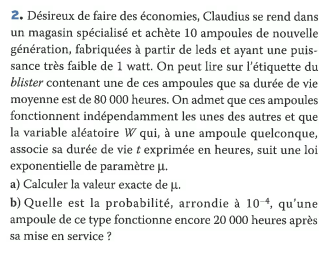 2. Désireux de faire des économies, Claudius se rend dans
un magasin spécialisé et achète 10 ampoules de nouvelle
génération, fabriquées à partir de leds et ayant une puis-
sance très faible de 1 watt. On peut lire sur l'étiquette du
blister contenant une de ces ampoules que sa durée de vie
moyenne est de 80 000 heures. On admet que ces ampoules
fonctionnent indépendamment les unes des autres et que
la variable aléatoire W qui, à une ampoule quelconque,
associe sa durée de vie t exprimée en heures, suit une loi
exponentielle de paramètre μ.
a) Calculer la valeur exacte de μ.
b) Quelle est la probabilité, arrondie à 10⁻⁴, qu'une
ampoule de ce type fonctionne encore 20 000 heures après
sa mise en service ?